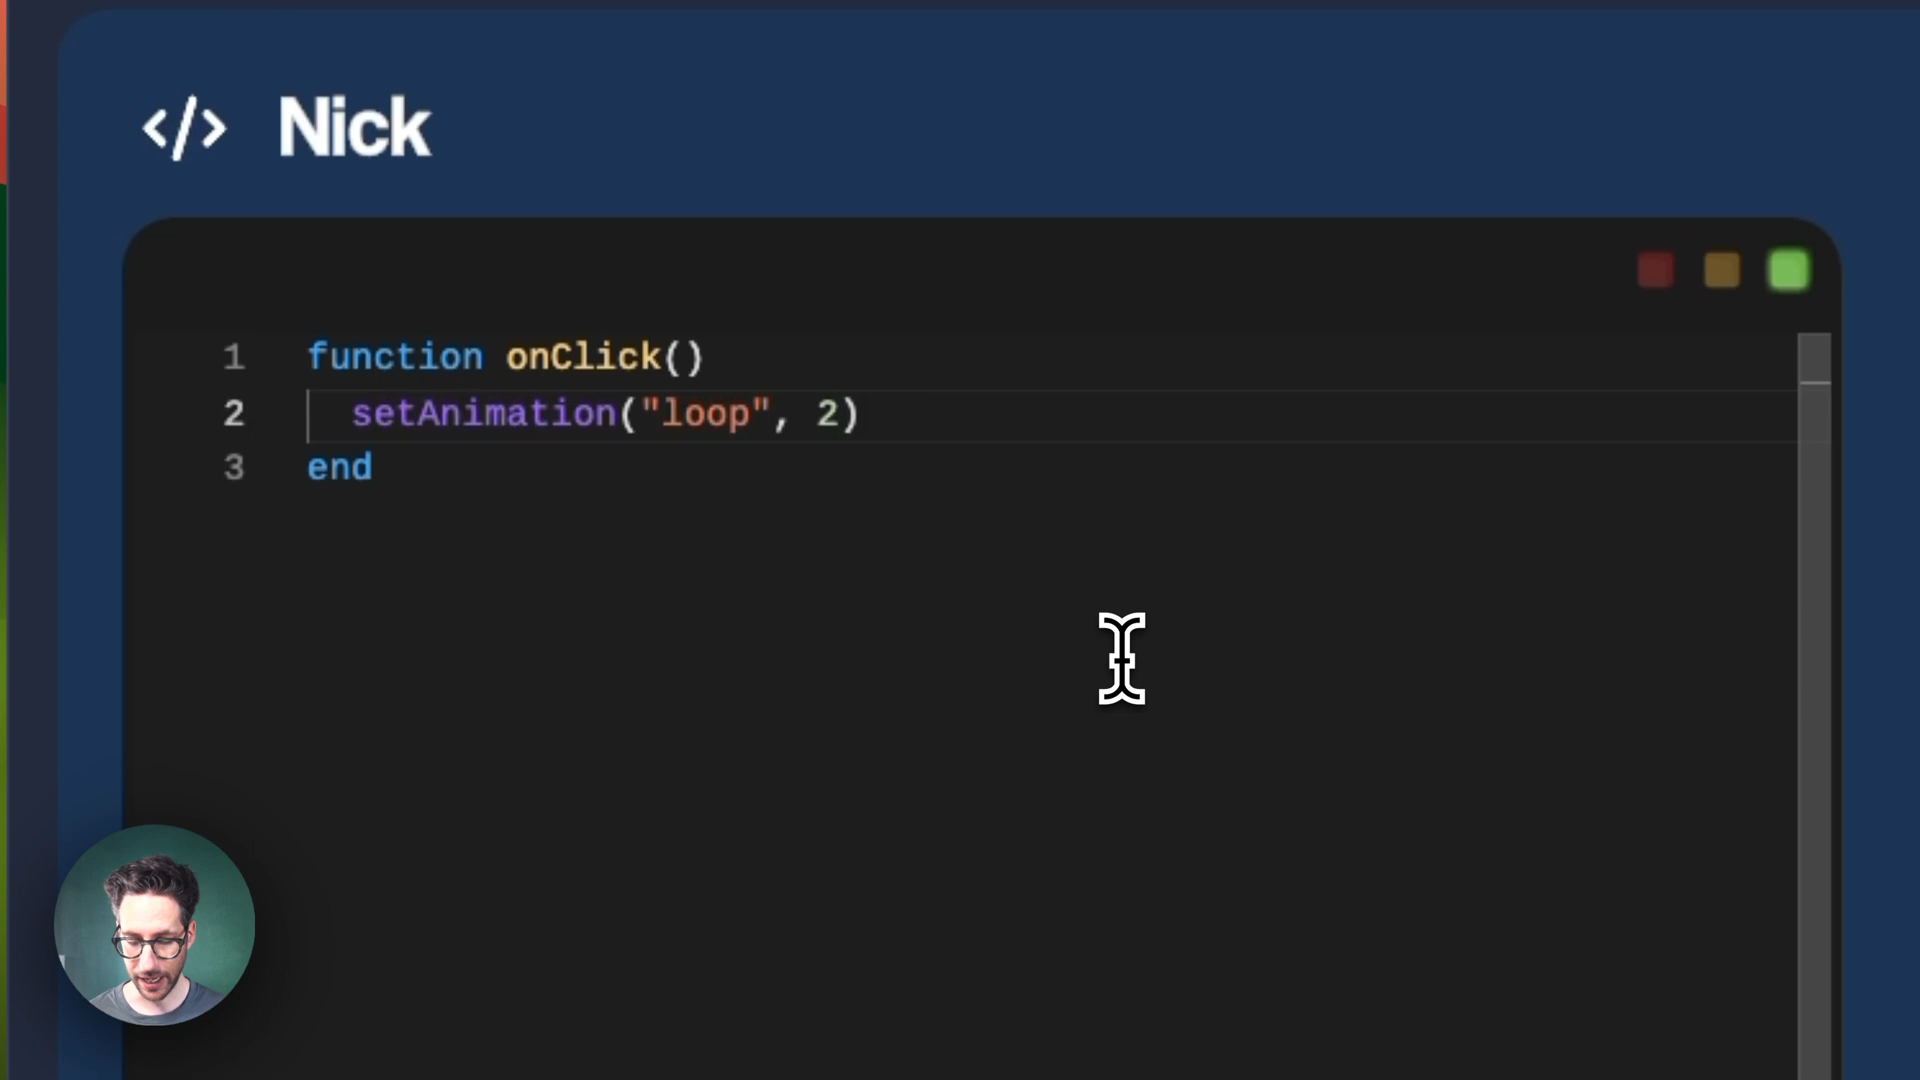 </> Nick
1 function onClick()
2 setAnimation("loop", 2)
3 end